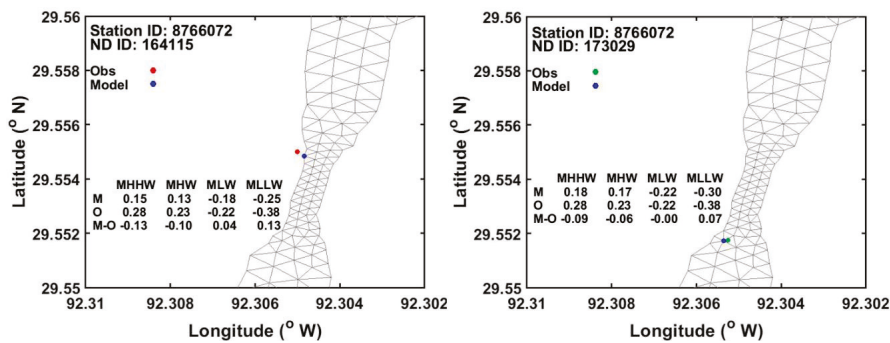 29.56
29.558
29.556
29.554
29.552
29.55
Latitude (° N)
Station ID: 8766072
ND ID: 164115
Obs
Model
MHHW MHW MLW MLLW
M 0.15 0.13 -0.18 -0.25
O 0.28 0.23 -0.22 -0.38
M-O -0.13 -0.10 0.04 0.13
92.31 92.308 92.306 92.304 92.302
Longitude (° W)
29.56
29.558
29.556
29.554
29.552
29.55
Latitude (° N)
Station ID: 8766072
ND ID: 173029
Obs
Model
MHHW MHW MLW MLLW
M 0.18 0.17 -0.22 -0.30
O 0.28 0.23 -0.22 -0.38
M-O -0.09 -0.06 -0.00 0.07
92.31 92.308 92.306 92.304 92.302
Longitude (° W)